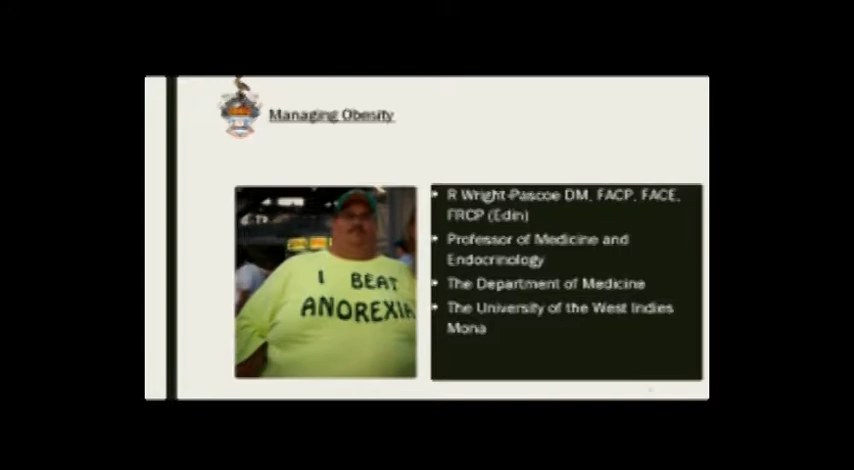 Managing Obesity
I BEAT
ANOREXIA
R Wright-Pascoe DM, FACP, FACE,
FRCP (Edin)
Professor of Medicine and
Endocrinology
The Department of Medicine
The University of the West Indies
Mona